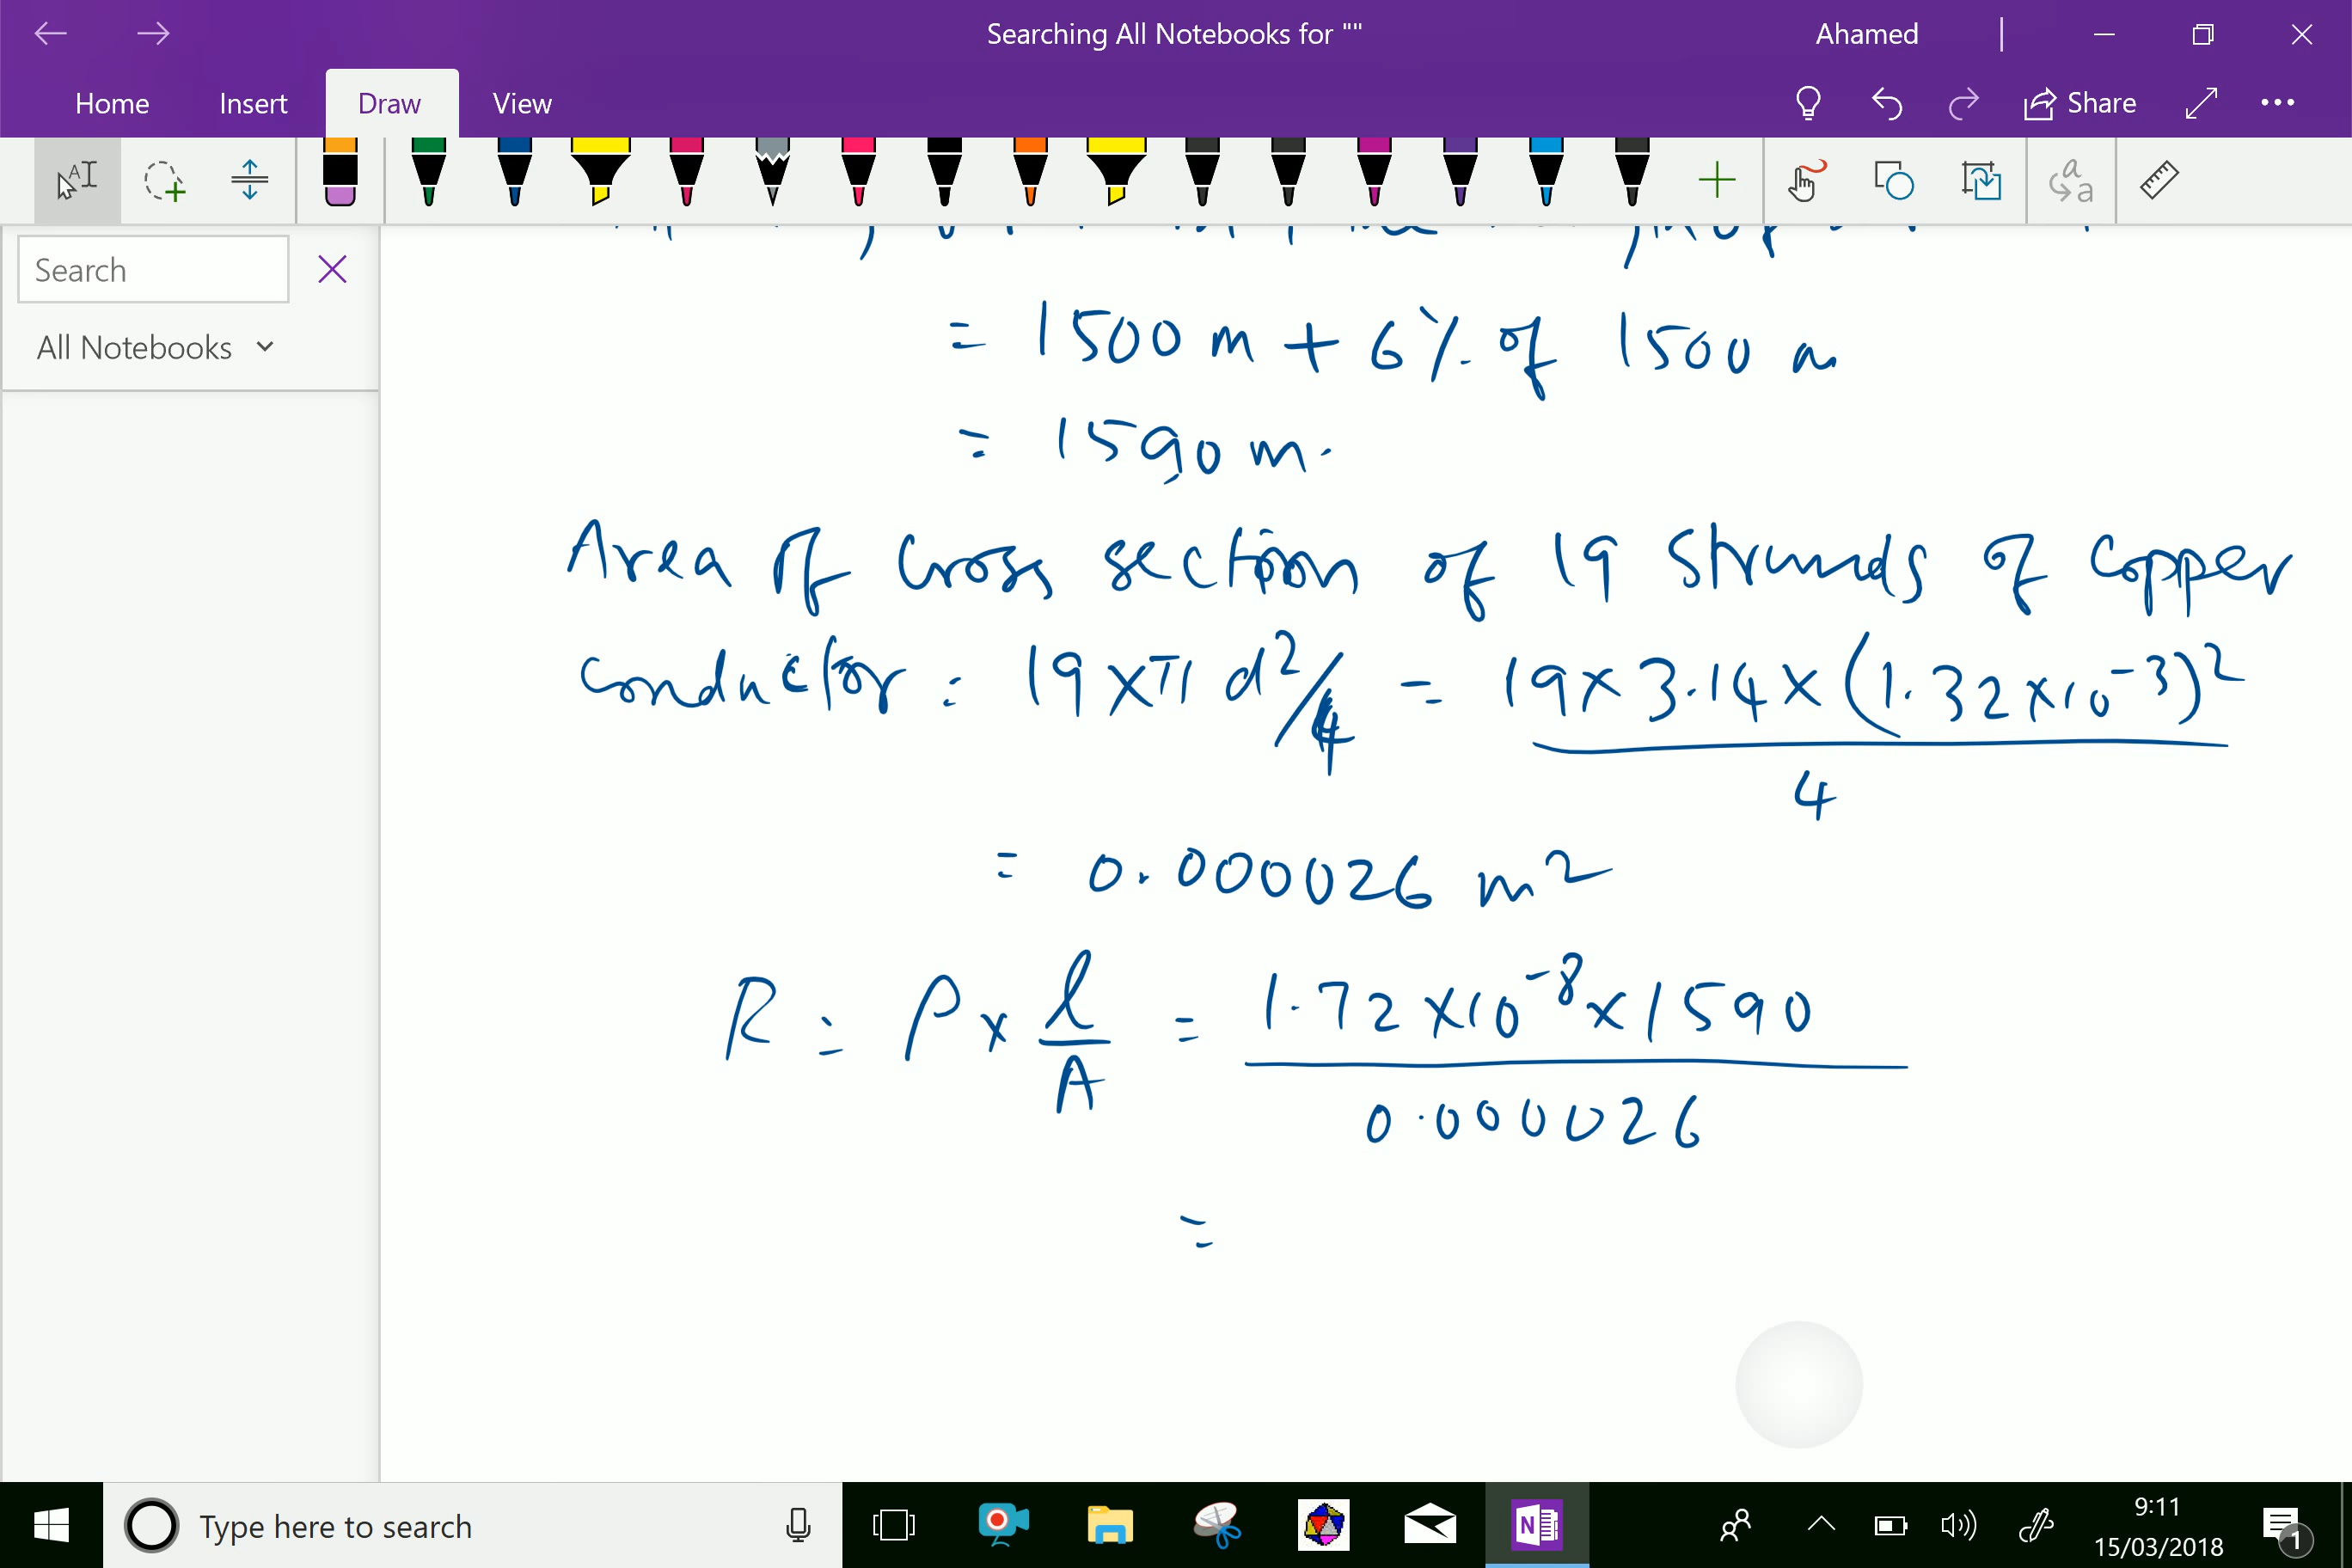 Searching All Notebooks for ""
Ahamed
Home Insert Draw View
Share
Search
All Notebooks
= 1500 m + 6% of 1500 m
= 1590 m.
Area of cross section of 19 strands of copper
conductor = 19 × π d²/4 = 19 × 3.14 × (1.32 × 10⁻³)²
4
= 0.000026 m²
R = ρ × l = 1.72 × 10⁻⁸ × 1590
A 0.000026
=
Type here to search
N
9:11
15/03/2018
1